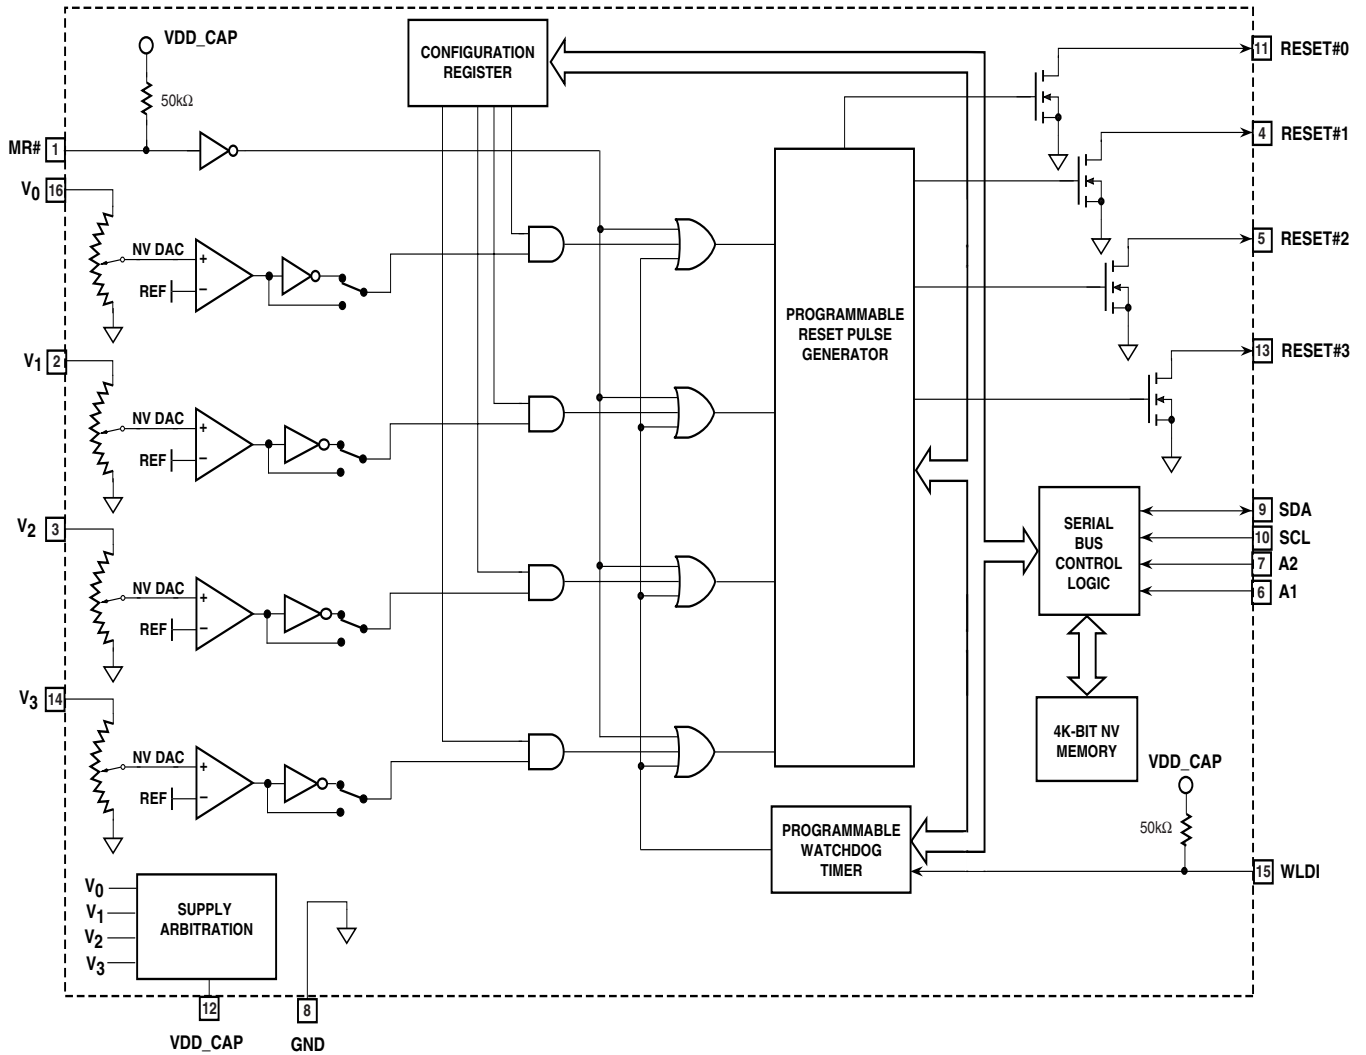 VDD_CAP
50kΩ
CONFIGURATION
REGISTER
11 RESET#0
MR# 1
4 RESET#1
V0 16
NV DAC
+
REF
−
5 RESET#2
PROGRAMMABLE
RESET PULSE
GENERATOR
V1 2
13 RESET#3
NV DAC
+
REF
−
SERIAL
BUS
CONTROL
LOGIC
9 SDA
10 SCL
7 A2
6 A1
V2 3
NV DAC
+
REF
−
V3 14
4K-BIT NV
MEMORY
NV DAC
+
REF
−
VDD_CAP
50kΩ
PROGRAMMABLE
WATCHDOG
TIMER
15 WLDI
V0
V1
V2
V3
SUPPLY
ARBITRATION
12
VDD_CAP
8
GND